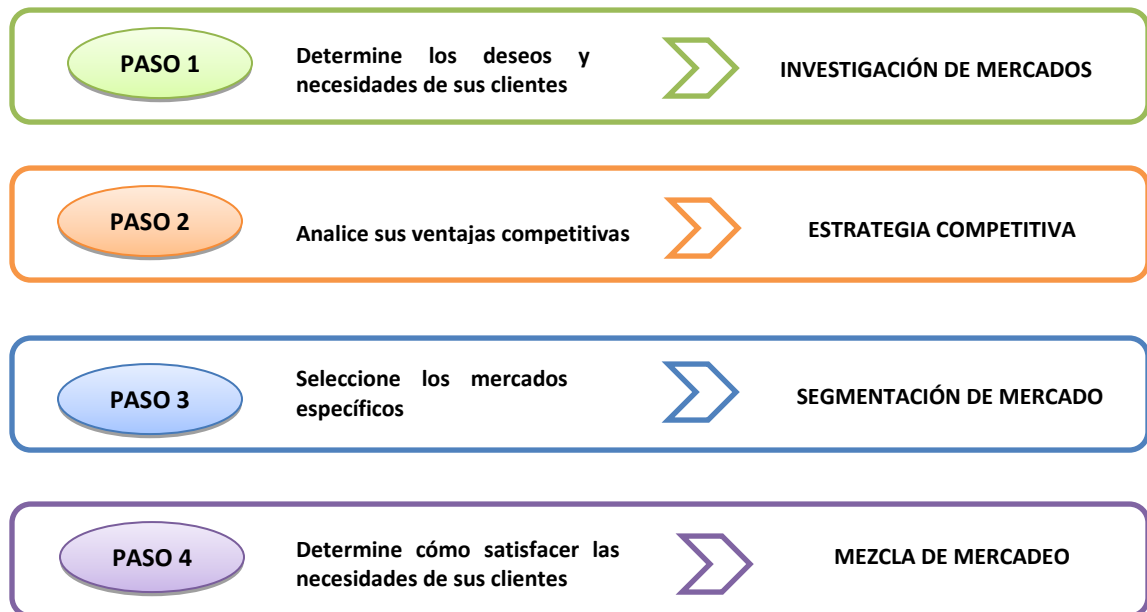 PASO 1
Determine los deseos y
necesidades de sus clientes
INVESTIGACIÓN DE MERCADOS
PASO 2
Analice sus ventajas competitivas
ESTRATEGIA COMPETITIVA
PASO 3
Seleccione los mercados
específicos
SEGMENTACIÓN DE MERCADO
PASO 4
Determine cómo satisfacer las
necesidades de sus clientes
MEZCLA DE MERCADEO